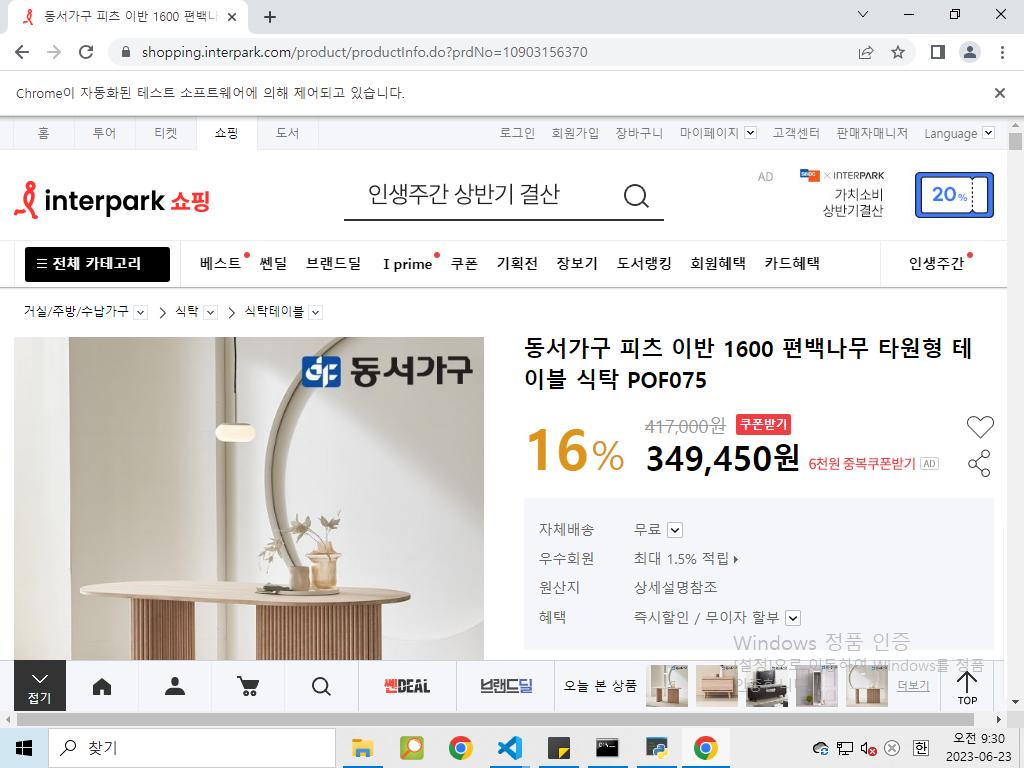 동서가구 피츠 이반 1600 편백나
shopping.interpark.com/product/productInfo.do?prdNo=10903156370
Chrome이 자동화된 테스트 소프트웨어에 의해 제어되고 있습니다.
홈 투어 티켓 쇼핑 도서 로그인 회원가입 장바구니 마이페이지 고객센터 판매자매니저 Language
interpark 쇼핑
인생주간 상반기 결산
AD
× INTERPARK
가치소비
상반기결산
20%
전체 카테고리 베스트 쎈딜 브랜드딜 I prime 쿠폰 기획전 장보기 도서랭킹 회원혜택 카드혜택 인생주간
거실/주방/수납가구 식탁 식탁테이블
동서가구
동서가구 피츠 이반 1600 편백나무 타원형 테
이블 식탁 POF075
16%
417,000원 쿠폰받기
349,450원 6천원 중복쿠폰받기 AD
자체배송 무료
우수회원 최대 1.5% 적립
원산지 상세설명참조
혜택 즉시할인 / 무이자 할부
Windows 정품 인증
[설정]으로 이동하여 Windows를 정품
접기
쎈DEAL
브랜드딜
오늘 본 상품
더보기
TOP
찾기
한
오전 9:30
2023-06-23